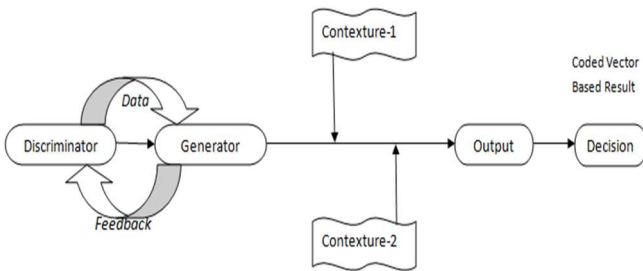 Contexture-1
Coded Vector
Based Result
Data
Discriminator
Generator
Output
Decision
Feedback
Contexture-2